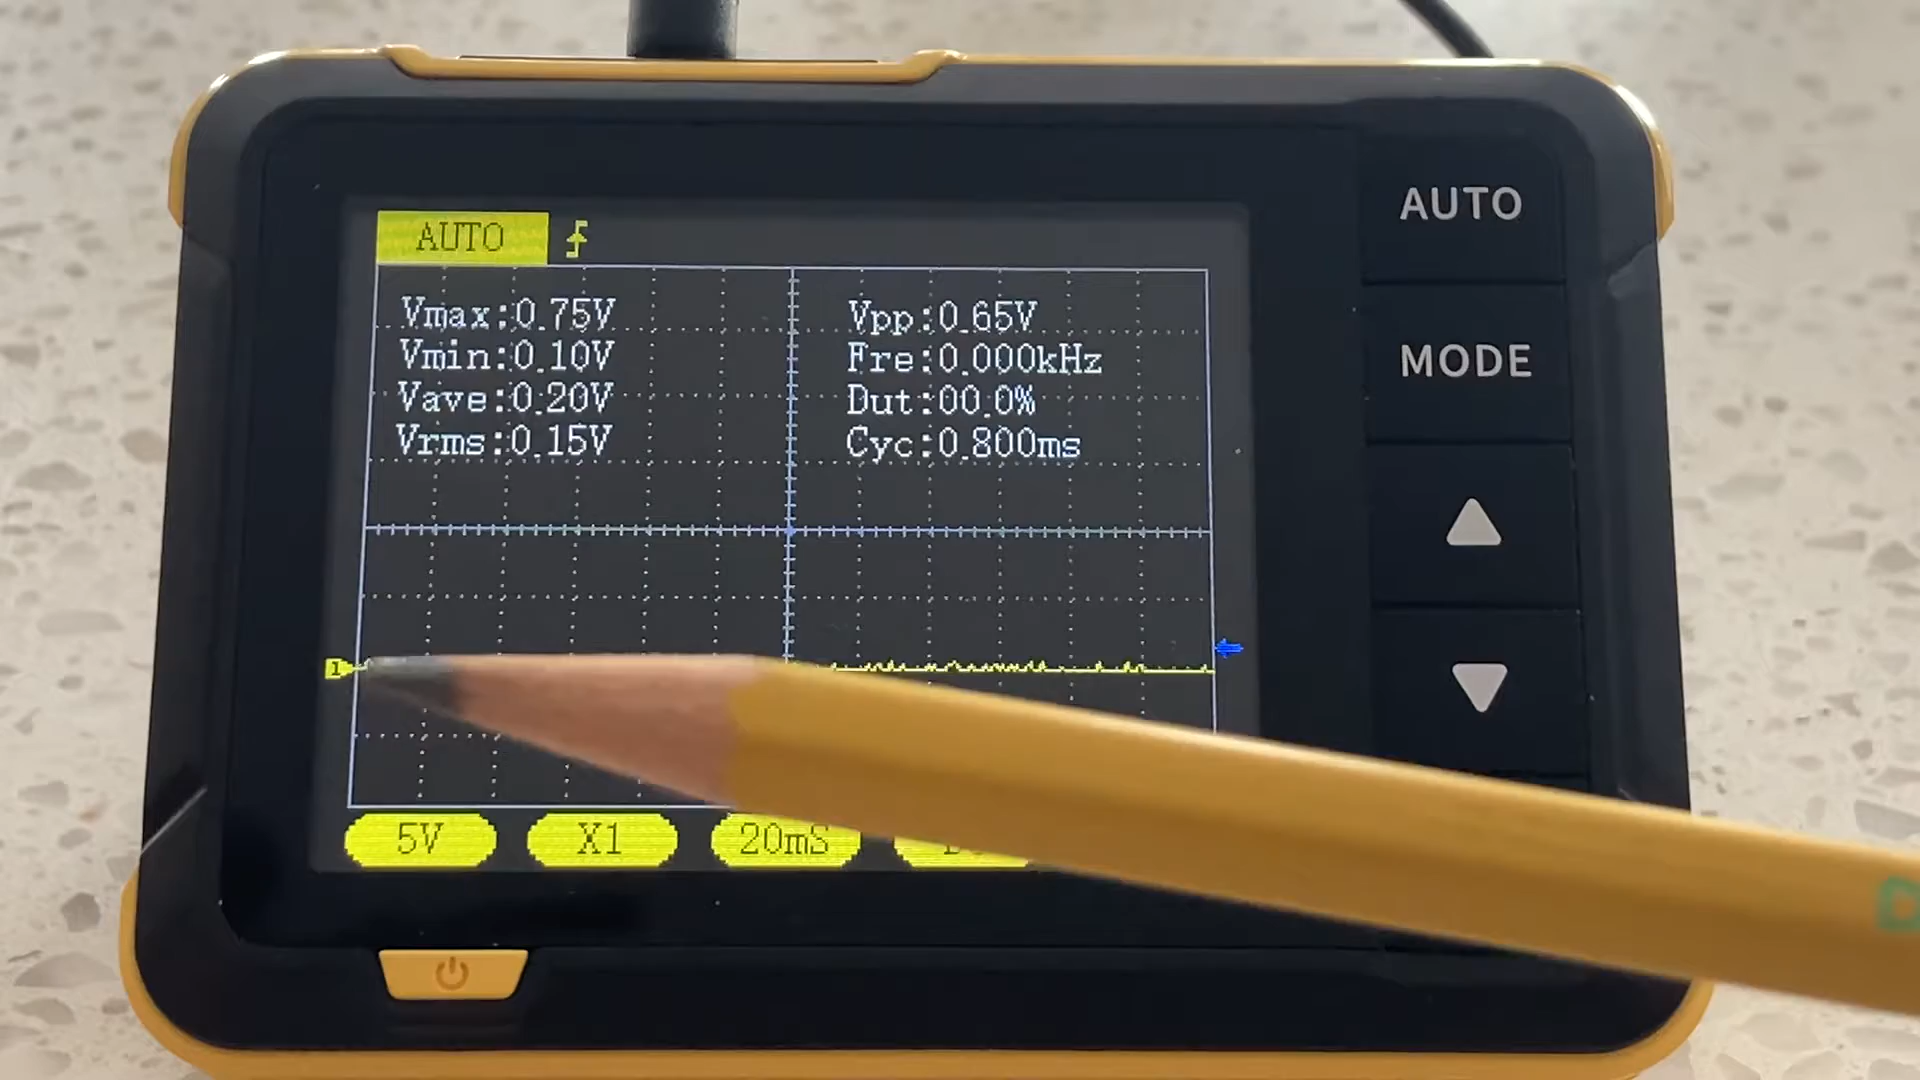 AUTO
AUTO
Vmax:0.75V
Vpp:0.65V
MODE
Vmin:0.10V
Fre:0.000kHz
Vave:0.20V
Dut:00.0%
Vrms:0.15V
Cyc:0.800ms
1
5V
X1
20mS